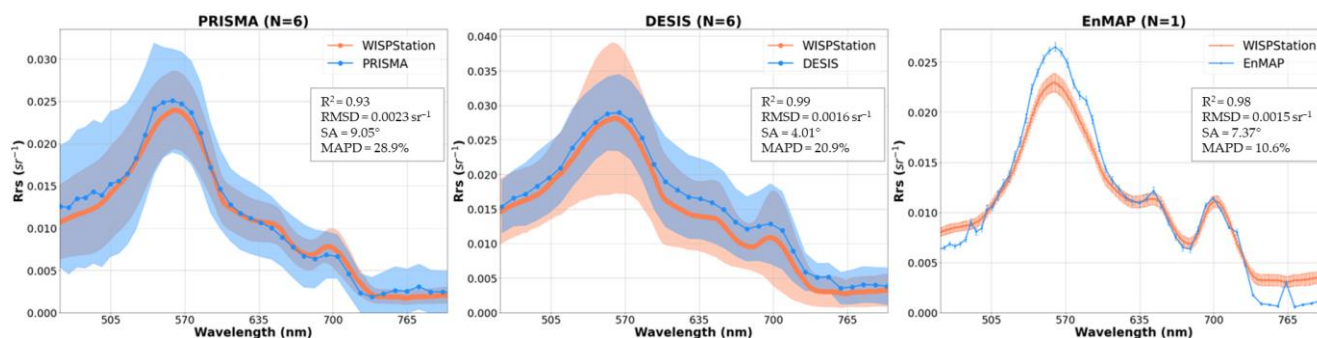 PRISMA (N=6)
WISPStation
PRISMA
R² = 0.93
RMSD = 0.0023 sr⁻¹
SA = 9.05°
MAPD = 28.9%
Rrs (sr⁻¹)
0.030
0.025
0.020
0.015
0.010
0.005
0.000
505 570 635 700 765
Wavelength (nm)
DESIS (N=6)
WISPStation
DESIS
R² = 0.99
RMSD = 0.0016 sr⁻¹
SA = 4.01°
MAPD = 20.9%
Rrs (sr⁻¹)
0.040
0.035
0.030
0.025
0.020
0.015
0.010
0.005
0.000
505 570 635 700 765
Wavelength (nm)
EnMAP (N=1)
WISPStation
EnMAP
R² = 0.98
RMSD = 0.0015 sr⁻¹
SA = 7.37°
MAPD = 10.6%
Rrs (sr⁻¹)
0.025
0.020
0.015
0.010
0.005
0.000
505 570 635 700 765
Wavelength (nm)